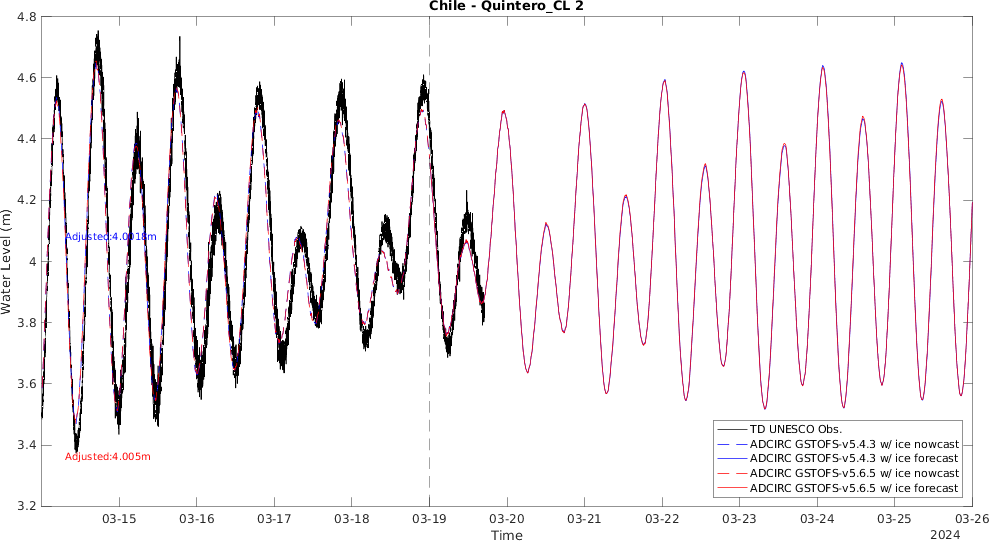 Chile - Quintero_CL 2
4.8
4.6
4.4
4.2
4
3.8
3.6
3.4
3.2
Water Level (m)
Adjusted:4.0018m
Adjusted:4.005m
TD UNESCO Obs.
ADCIRC GSTOFS-v5.4.3 w/ ice nowcast
ADCIRC GSTOFS-v5.4.3 w/ ice forecast
ADCIRC GSTOFS-v5.6.5 w/ ice nowcast
ADCIRC GSTOFS-v5.6.5 w/ ice forecast
03-15 03-16 03-17 03-18 03-19 03-20 03-21 03-22 03-23 03-24 03-25 03-26
Time
2024